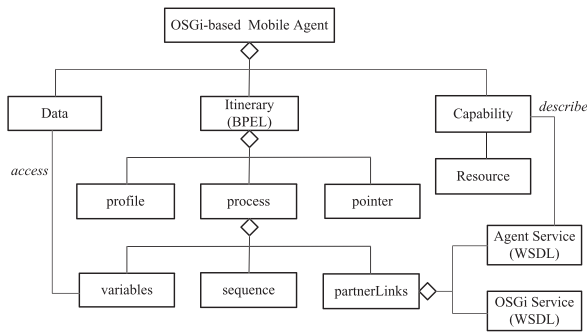 OSGi-based Mobile Agent
Data
Itinerary
(BPEL)
Capability
describe
access
Resource
profile
process
pointer
Agent Service
(WSDL)
variables
sequence
partnerLinks
OSGi Service
(WSDL)